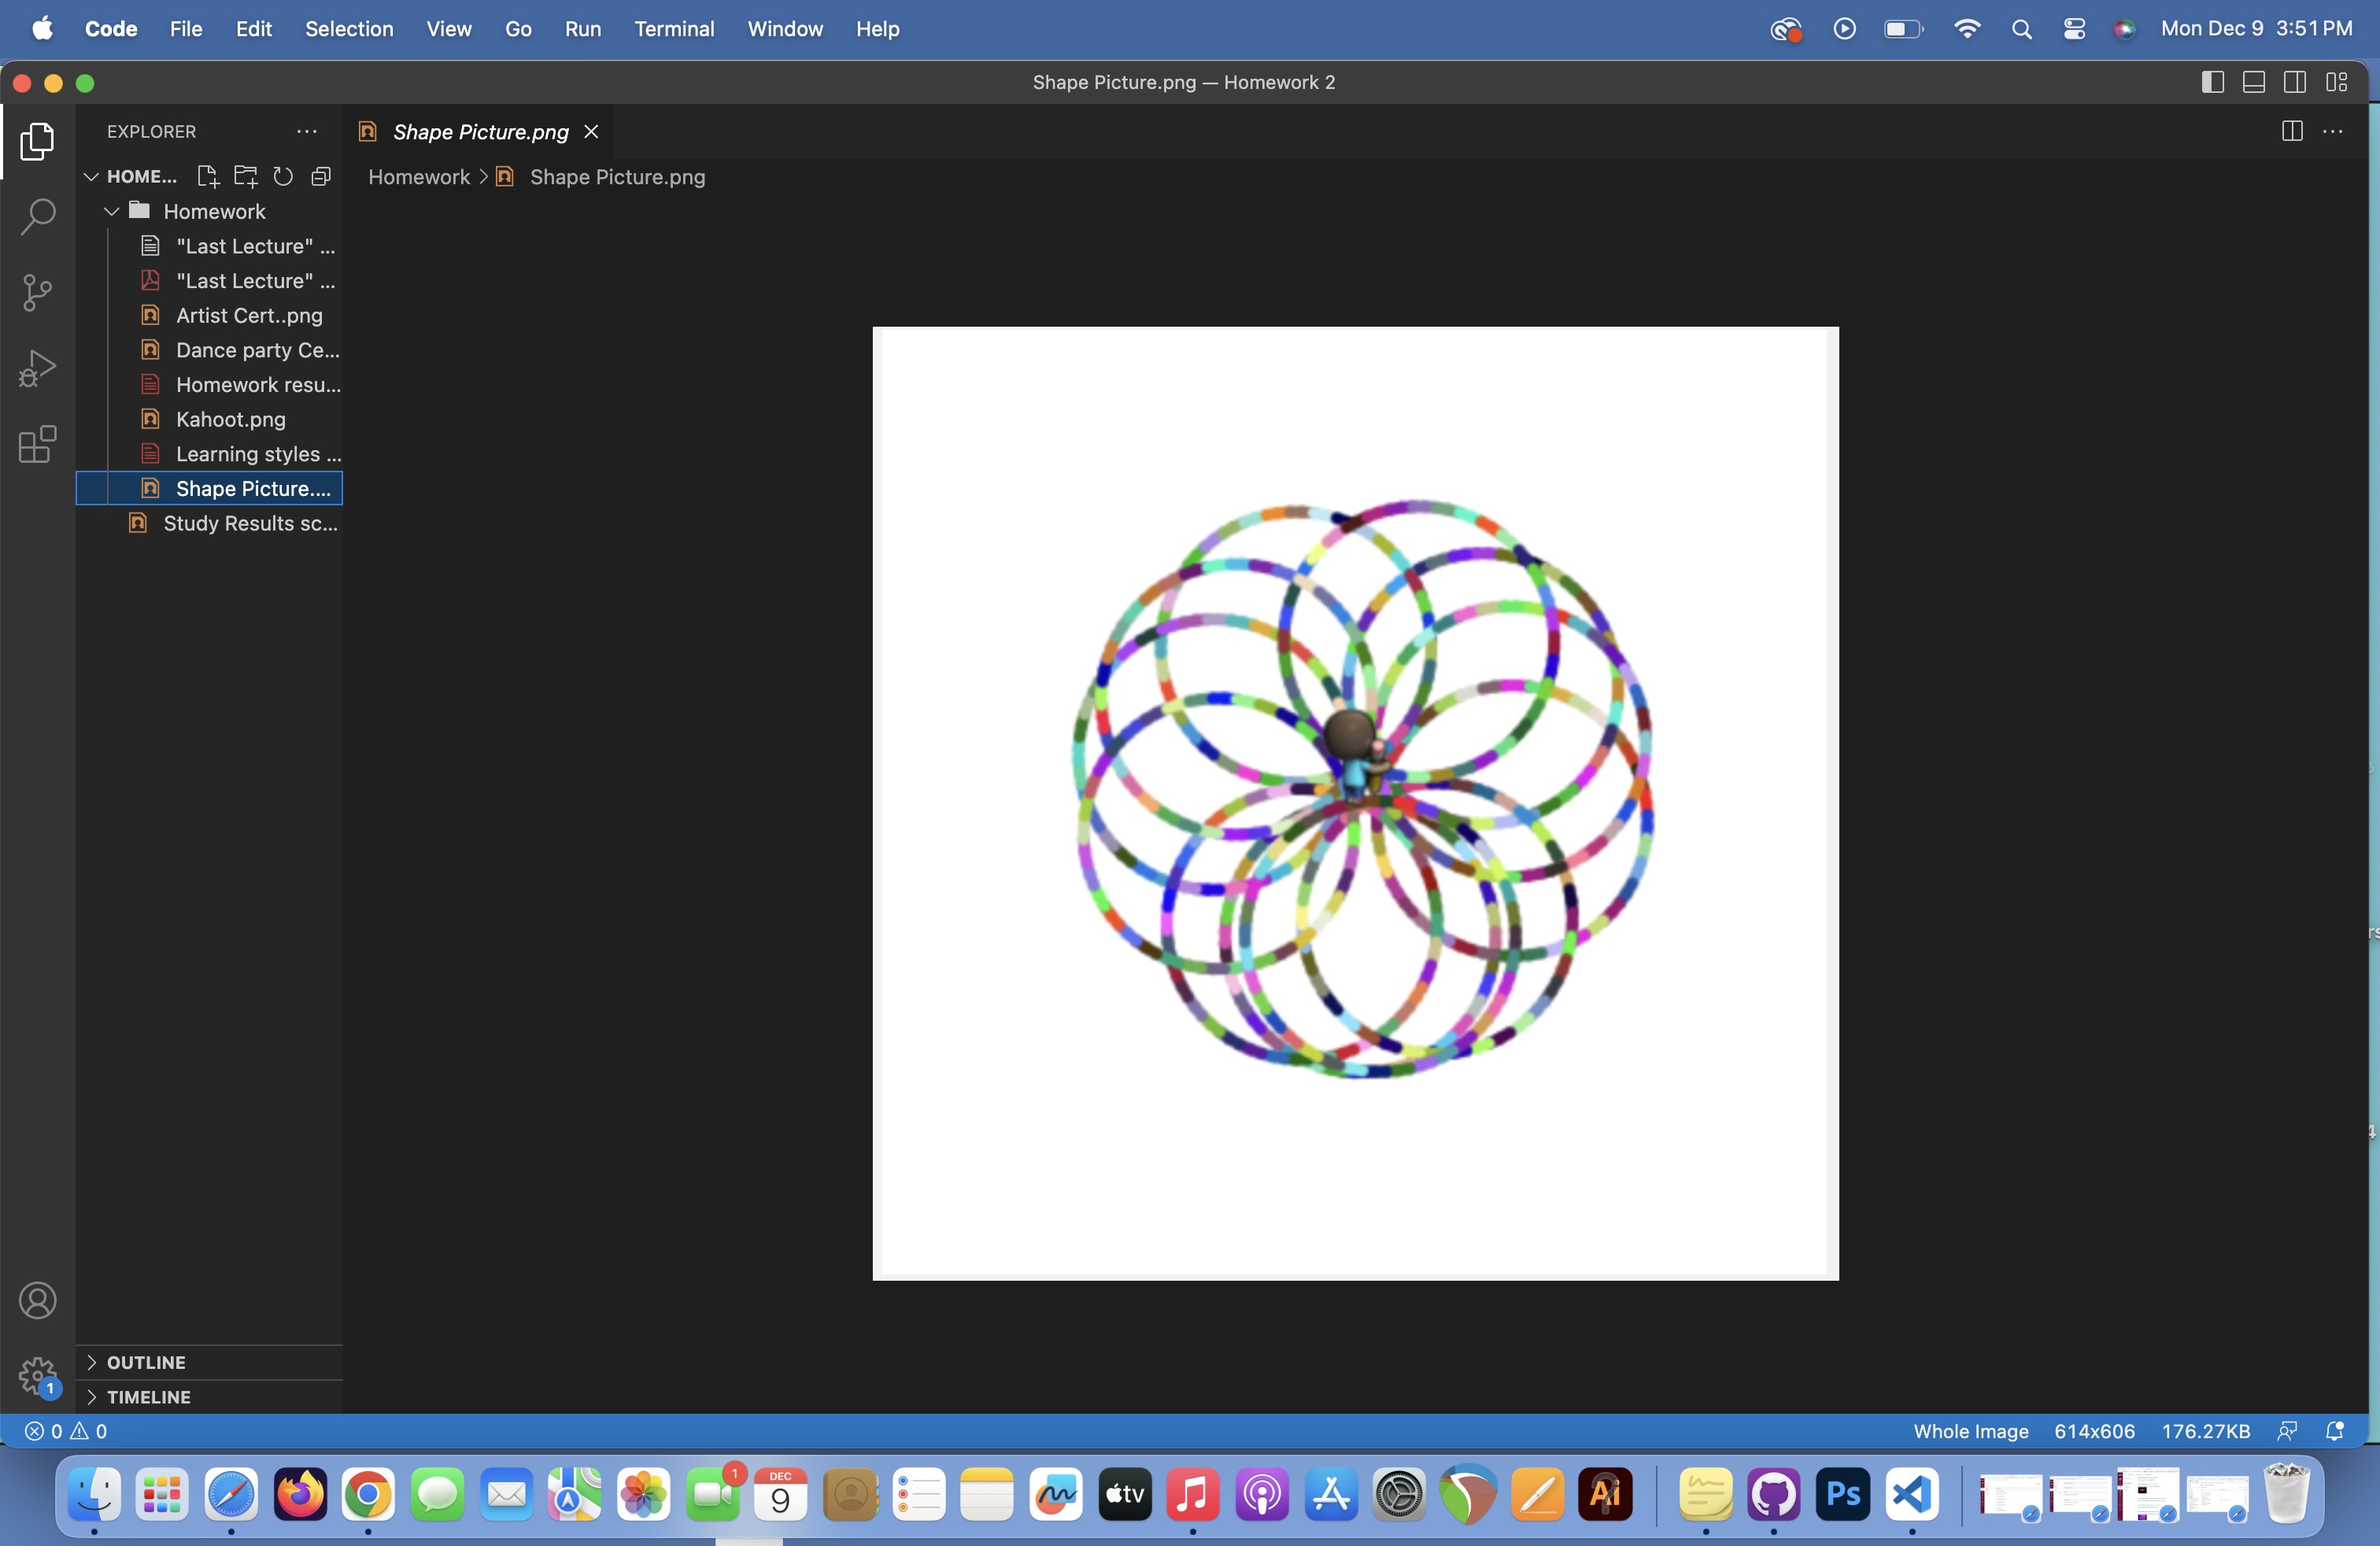 Code File Edit Selection View Go Run Terminal Window Help Mon Dec 9 3:51 PM
Shape Picture.png — Homework 2
EXPLORER
Shape Picture.png
HOME...
Homework > Shape Picture.png
Homework
"Last Lecture" ...
"Last Lecture" ...
Artist Cert..png
Dance party Ce...
Homework resu...
Kahoot.png
Learning styles ...
Shape Picture....
Study Results sc...
OUTLINE
1
TIMELINE
0 0 Whole Image 614x606 176.27KB
1
DEC
9
tv
Ai
Ps